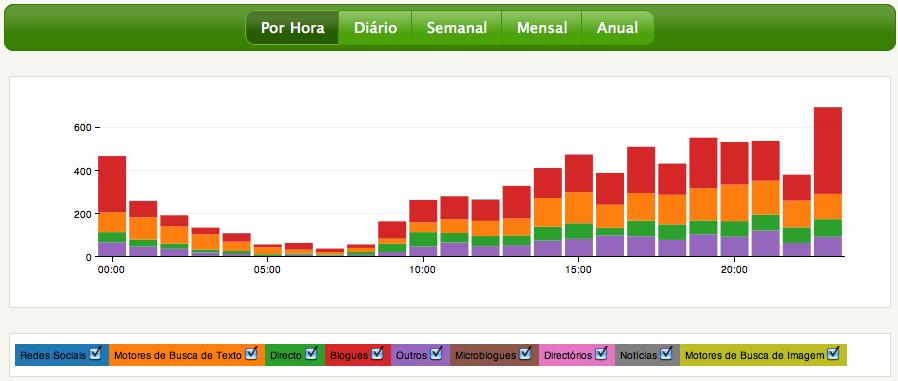 Por Hora Diário Semanal Mensal Anual
600
400
200
0
00:00 05:00 10:00 15:00 20:00
Redes Sociais Motores de Busca de Texto Directo Blogues Outros Microblogues Directórios Notícias Motores de Busca de Imagem